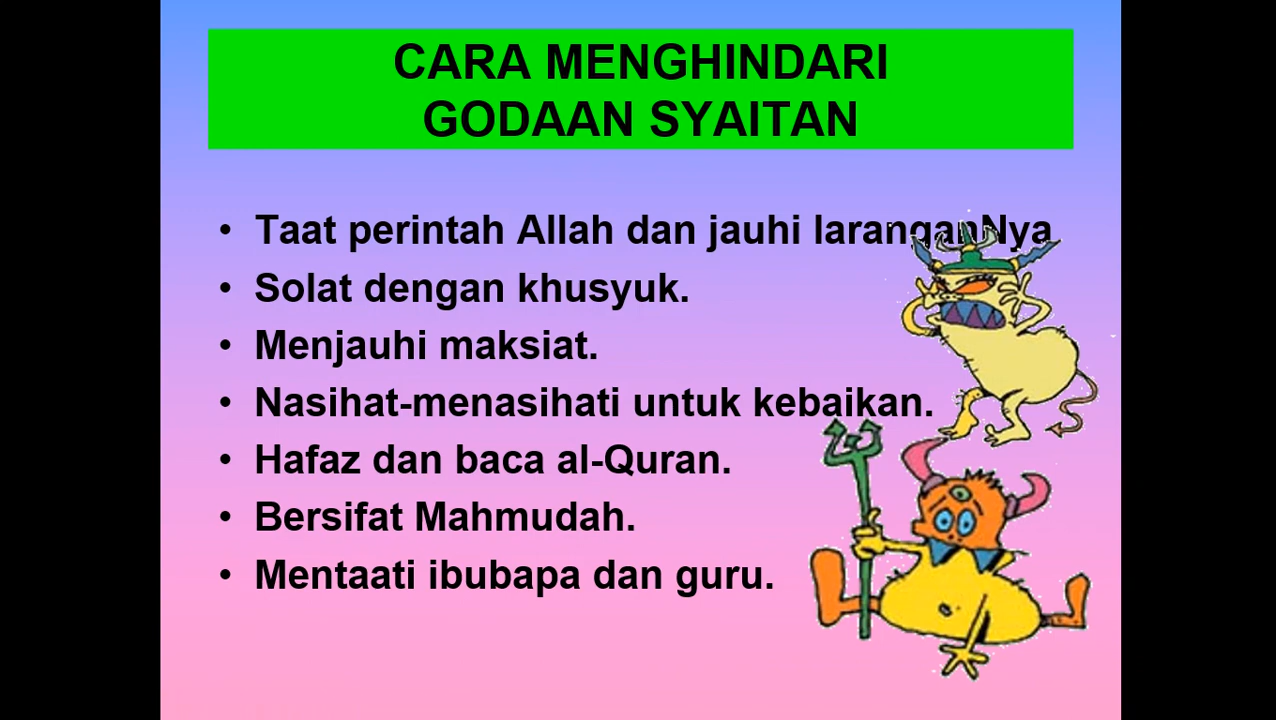 CARA MENGHINDARI
GODAAN SYAITAN
• Taat perintah Allah dan jauhi laranganNya
• Solat dengan khusyuk.
• Menjauhi maksiat.
• Nasihat-menasihati untuk kebaikan.
• Hafaz dan baca al-Quran.
• Bersifat Mahmudah.
• Mentaati ibubapa dan guru.